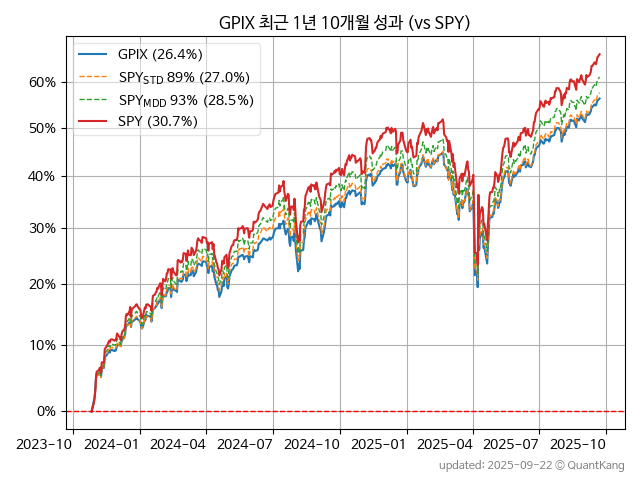 GPIX 최근 1년 10개월 성과 (vs SPY)
GPIX (26.4%)
SPY_STD 89% (27.0%)
SPY_MDD 93% (28.5%)
SPY (30.7%)
60%
50%
40%
30%
20%
10%
0%
2023-10 2024-01 2024-04 2024-07 2024-10 2025-01 2025-04 2025-07 2025-10
updated: 2025-09-22 © QuantKang